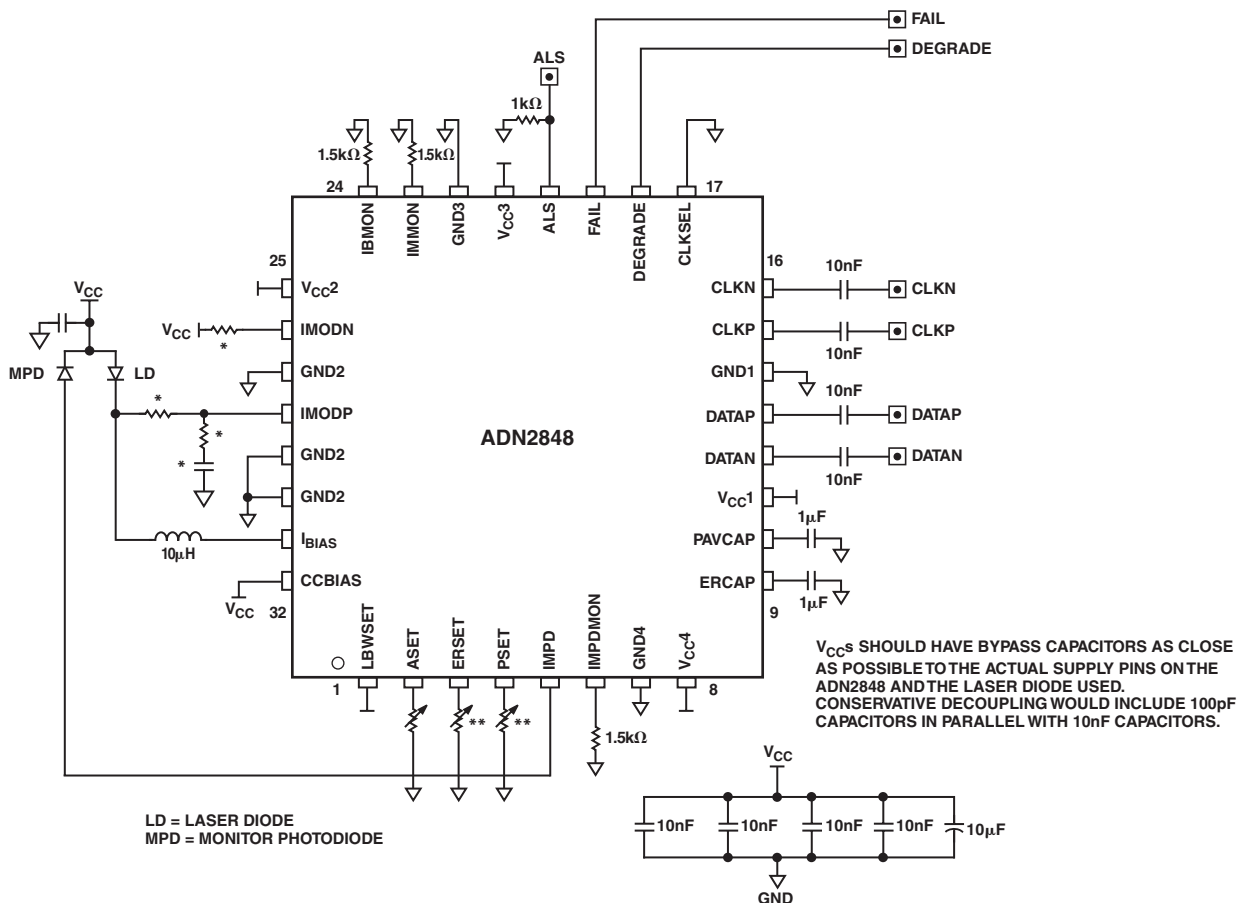 FAIL
DEGRADE
ALS
1kΩ
1.5kΩ
1.5kΩ
24
17
IBMON
IMMON
GND3
VCC3
ALS
FAIL
DEGRADE
CLKSEL
25
16
VCC
VCC2
CLKN
10nF
CLKN
VCC
*
IMODN
CLKP
10nF
CLKP
MPD
LD
GND2
GND1
*
IMODP
DATAP
10nF
DATAP
ADN2848
*
*
GND2
DATAN
10nF
DATAN
GND2
VCC1
10µH
IBIAS
PAVCAP
1µF
VCC
CCBIAS
ERCAP
1µF
32
9
LBWSET
ASET
ERSET
PSET
IMPD
IMPDMON
GND4
VCC4
1
8
**
**
1.5kΩ
VCCs SHOULD HAVE BYPASS CAPACITORS AS CLOSE
AS POSSIBLE TO THE ACTUAL SUPPLY PINS ON THE
ADN2848 AND THE LASER DIODE USED.
CONSERVATIVE DECOUPLING WOULD INCLUDE 100pF
CAPACITORS IN PARALLEL WITH 10nF CAPACITORS.
LD = LASER DIODE
MPD = MONITOR PHOTODIODE
VCC
10nF
10nF
10nF
10nF
10µF
GND